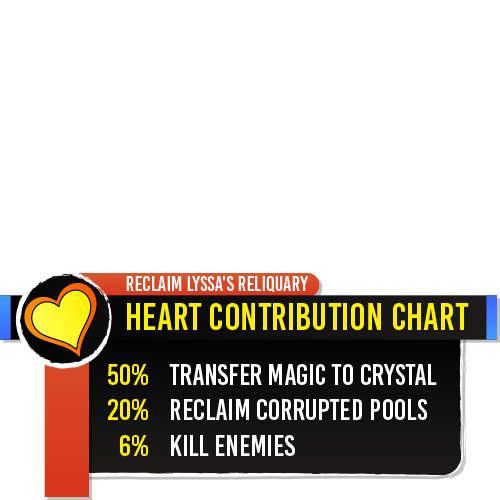 RECLAIM LYSSA'S RELIQUARY
HEART CONTRIBUTION CHART
50% TRANSFER MAGIC TO CRYSTAL
20% RECLAIM CORRUPTED POOLS
6% KILL ENEMIES